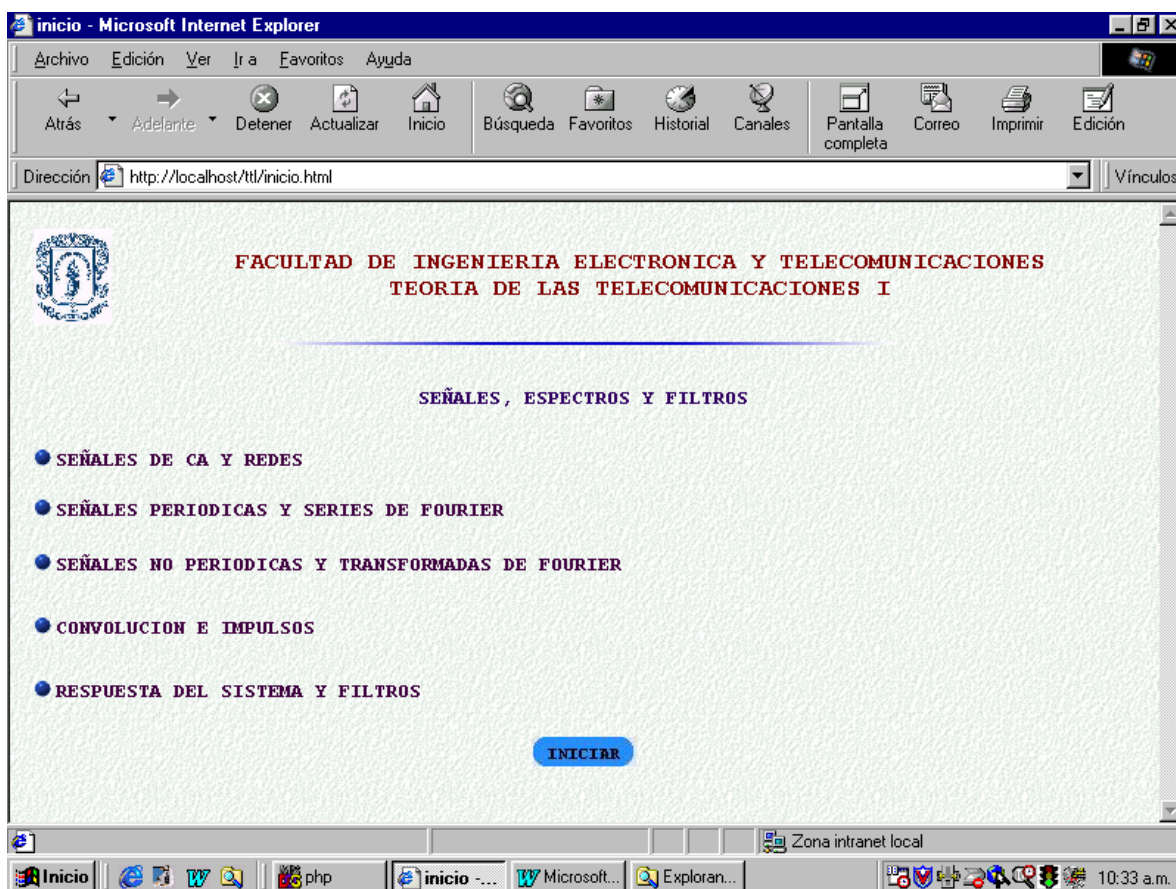 inicio - Microsoft Internet Explorer
Archivo Edición Ver Ir a Favoritos Ayuda
Atrás Adelante Detener Actualizar Inicio Búsqueda Favoritos Historial Canales Pantalla completa Correo Imprimir Edición
Dirección http://localhost/ttl/inicio.html Vínculos
FACULTAD DE INGENIERIA ELECTRONICA Y TELECOMUNICACIONES
TEORIA DE LAS TELECOMUNICACIONES I
SEÑALES, ESPECTROS Y FILTROS
SEÑALES DE CA Y REDES
SEÑALES PERIODICAS Y SERIES DE FOURIER
SEÑALES NO PERIODICAS Y TRANSFORMADAS DE FOURIER
CONVOLUCION E IMPULSOS
RESPUESTA DEL SISTEMA Y FILTROS
INICIAR
Zona intranet local
Inicio php inicio -... Microsoft... Exploran... 10:33 a.m.